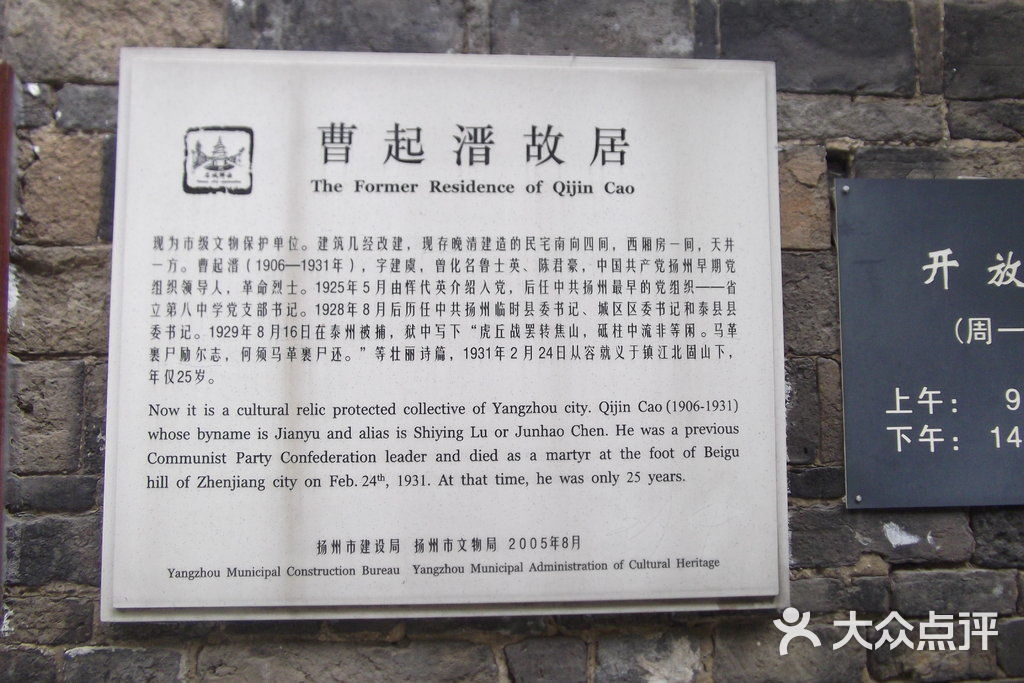 曹起溍故居
The Former Residence of Qijin Cao
现为市级文物保护单位。建筑几经改建，现存晚清建造的民宅南向四间，西厢房一间，天井
一方。曹起溍（1906—1931年），字建虞，曾化名鲁士英、陈君豪，中国共产党扬州早期党
组织领导人，革命烈士。1925年5月由恽代英介绍入党，后任中共扬州最早的党组织——省
立第八中学党支部书记。1928年8月后历任中共扬州临时县委书记、城区区委书记和泰县县
委书记。1929年8月16日在泰州被捕，狱中写下“虎丘战罢转焦山，砥柱中流非等闲。马革
裹尸励尔志，何须马革裹尸还。”等壮丽诗篇，1931年2月24日从容就义于镇江北固山下，
年仅25岁。
Now it is a cultural relic protected collective of Yangzhou city. Qijin Cao (1906-1931)
whose byname is Jianyu and alias is Shiying Lu or Junhao Chen. He was a previous
Communist Party Confederation leader and died as a martyr at the foot of Beigu
hill of Zhenjiang city on Feb. 24th, 1931. At that time, he was only 25 years.
扬州市建设局 扬州市文物局 2005年8月
Yangzhou Municipal Construction Bureau Yangzhou Municipal Administration of Cultural Heritage
开放
(周一
上午： 9
下午： 14
大众点评